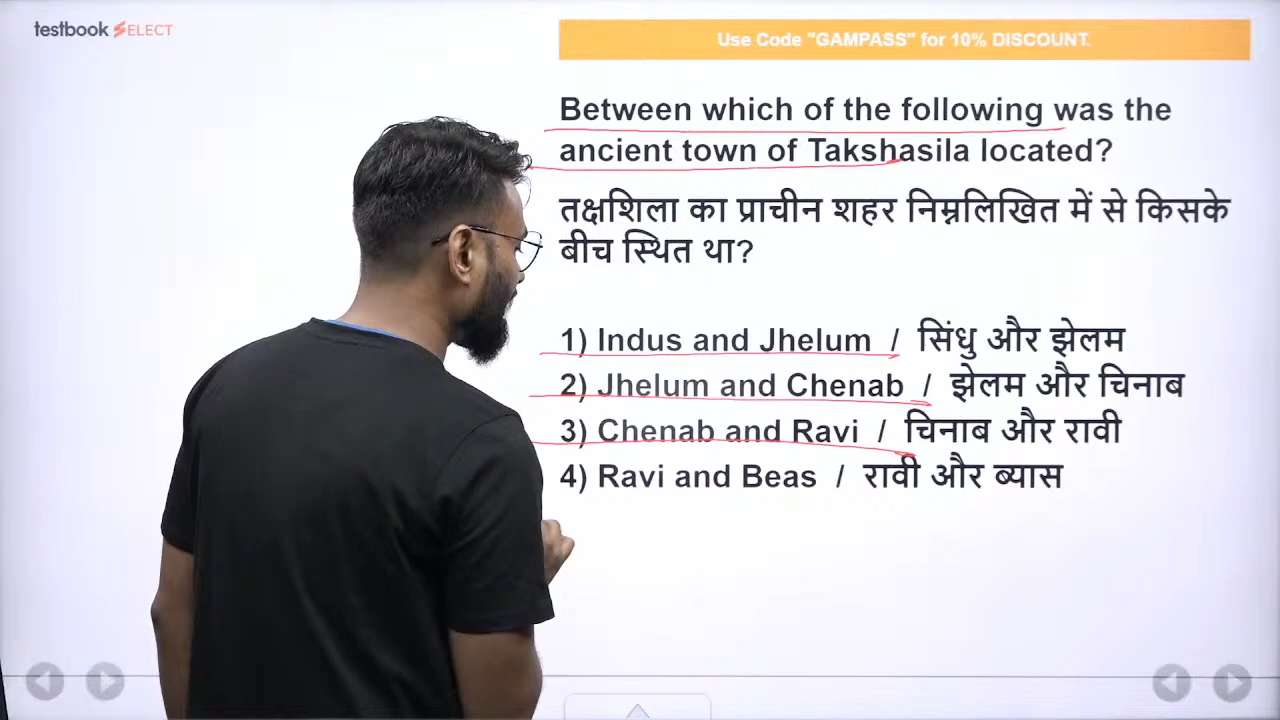 testbook SELECT
Use Code "GAMPASS" for 10% DISCOUNT.
Between which of the following was the
ancient town of Takshasila located?
तक्षशिला का प्राचीन शहर निम्नलिखित में से किसके
बीच स्थित था?
1) Indus and Jhelum / सिंधु और झेलम
2) Jhelum and Chenab / झेलम और चिनाब
3) Chenab and Ravi / चिनाब और रावी
4) Ravi and Beas / रावी और ब्यास